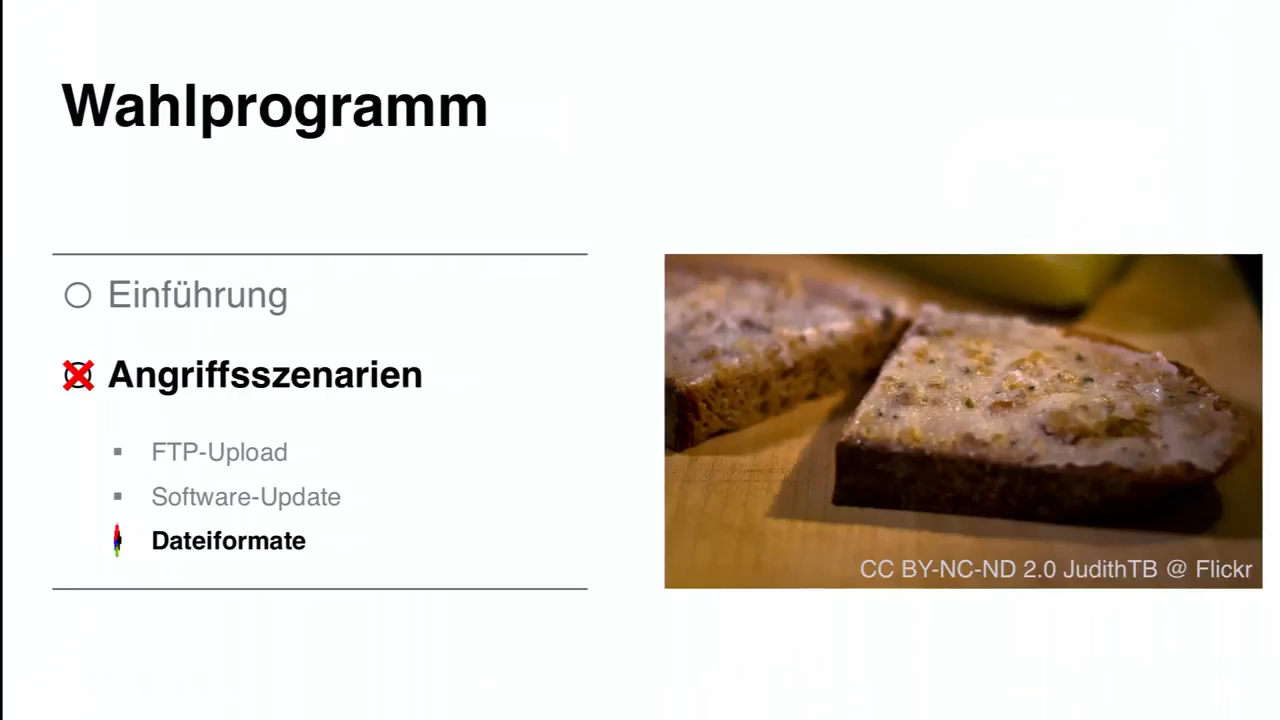 Wahlprogramm
Einführung
Angriffsszenarien
FTP-Upload
Software-Update
Dateiformate
CC BY-NC-ND 2.0 JudithTB @ Flickr